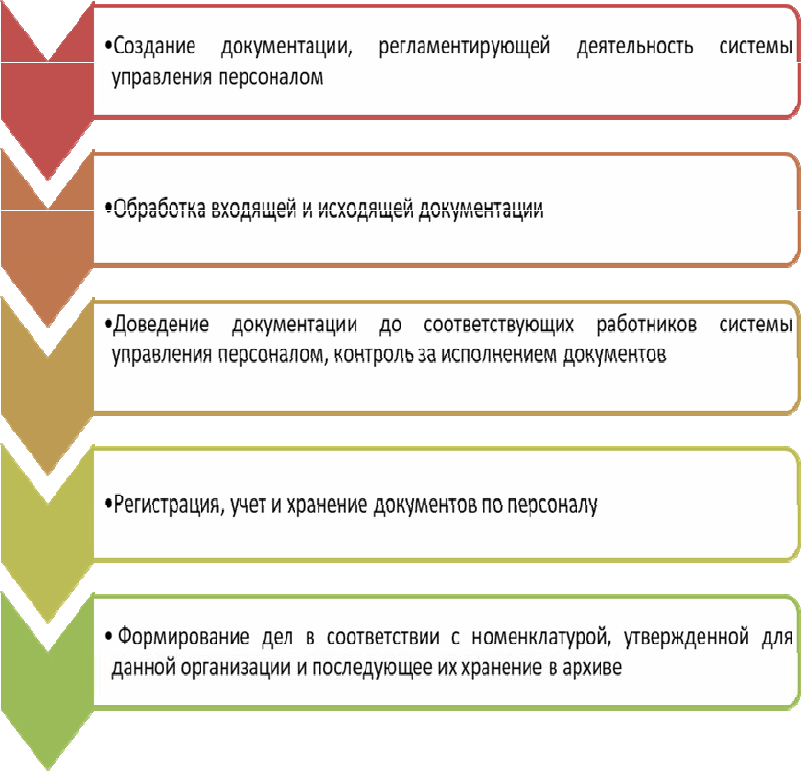 •Создание документации, регламентирующей деятельность системы
управления персоналом
•Обработка входящей и исходящей документации
•Доведение документации до соответствующих работников системы
управления персоналом, контроль за исполнением документов
•Регистрация, учет и хранение документов по персоналу
• Формирование дел в соответствии с номенклатурой, утвержденной для
данной организации и последующее их хранение в архиве